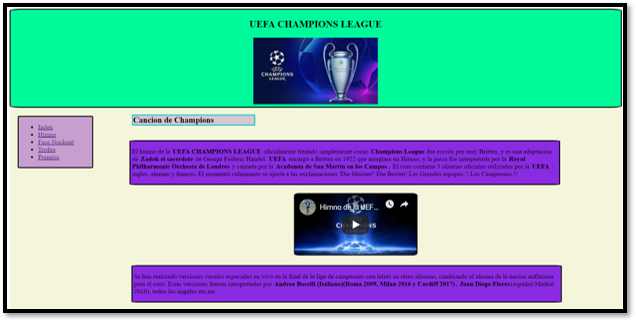 UEFA CHAMPIONS LEAGUE
CHAMPIONS
LEAGUE
Index
Himno
Fase Nockout
Trofeo
Premios
Cancion de Champions
El himno de la UEFA CHAMPIONS LEAGUE oficialmente titulado simplemente como Champions League fue escrito por tony Britten, y es una adaptacion
de Zadok el sacerdote de George Frideric Handel . UEFA encargo a Britten en 1922 que arreglara un Himno, y la pieza fue interpretada por la Royal
Philharmonic Orchesta de Londres y cantada por la Academia de San Martin en los Campos . El coro contiene 3 idiomas oficiales utilizados por la UEFA :
ingles, aleman y frances. El momento culminante se ajusta a las exclamaciones 'Die Meister! Die Besten! Les Grandes equipes..! Los Campeones.!!
Himno de la UEF...
CHAMPIONS
Se han realizado versiones vocales especiales en vivo en la final de la liga de campeones con letras en otros idiomas, cambiando al idioma de la nacion anfitriona
para el coro. Estas versiones fueron interpretadas por Andrea Bocelli (Italiano)(Roma 2009, Milan 2016 y Cardiff 2017) , Juan Diego Flores(español Madrid
2010), todos los angeles etc,etc.